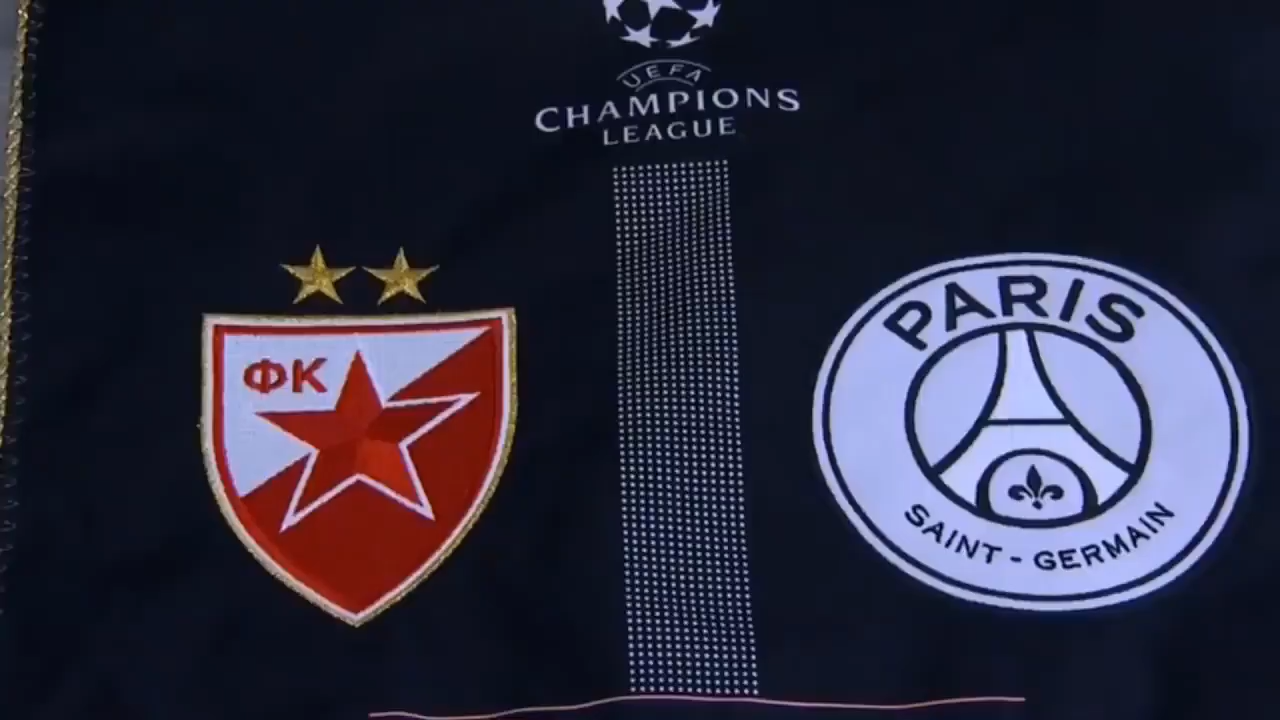 UEFA
CHAMPIONS
LEAGUE
ФК
PARIS
SAINT-GERMAIN